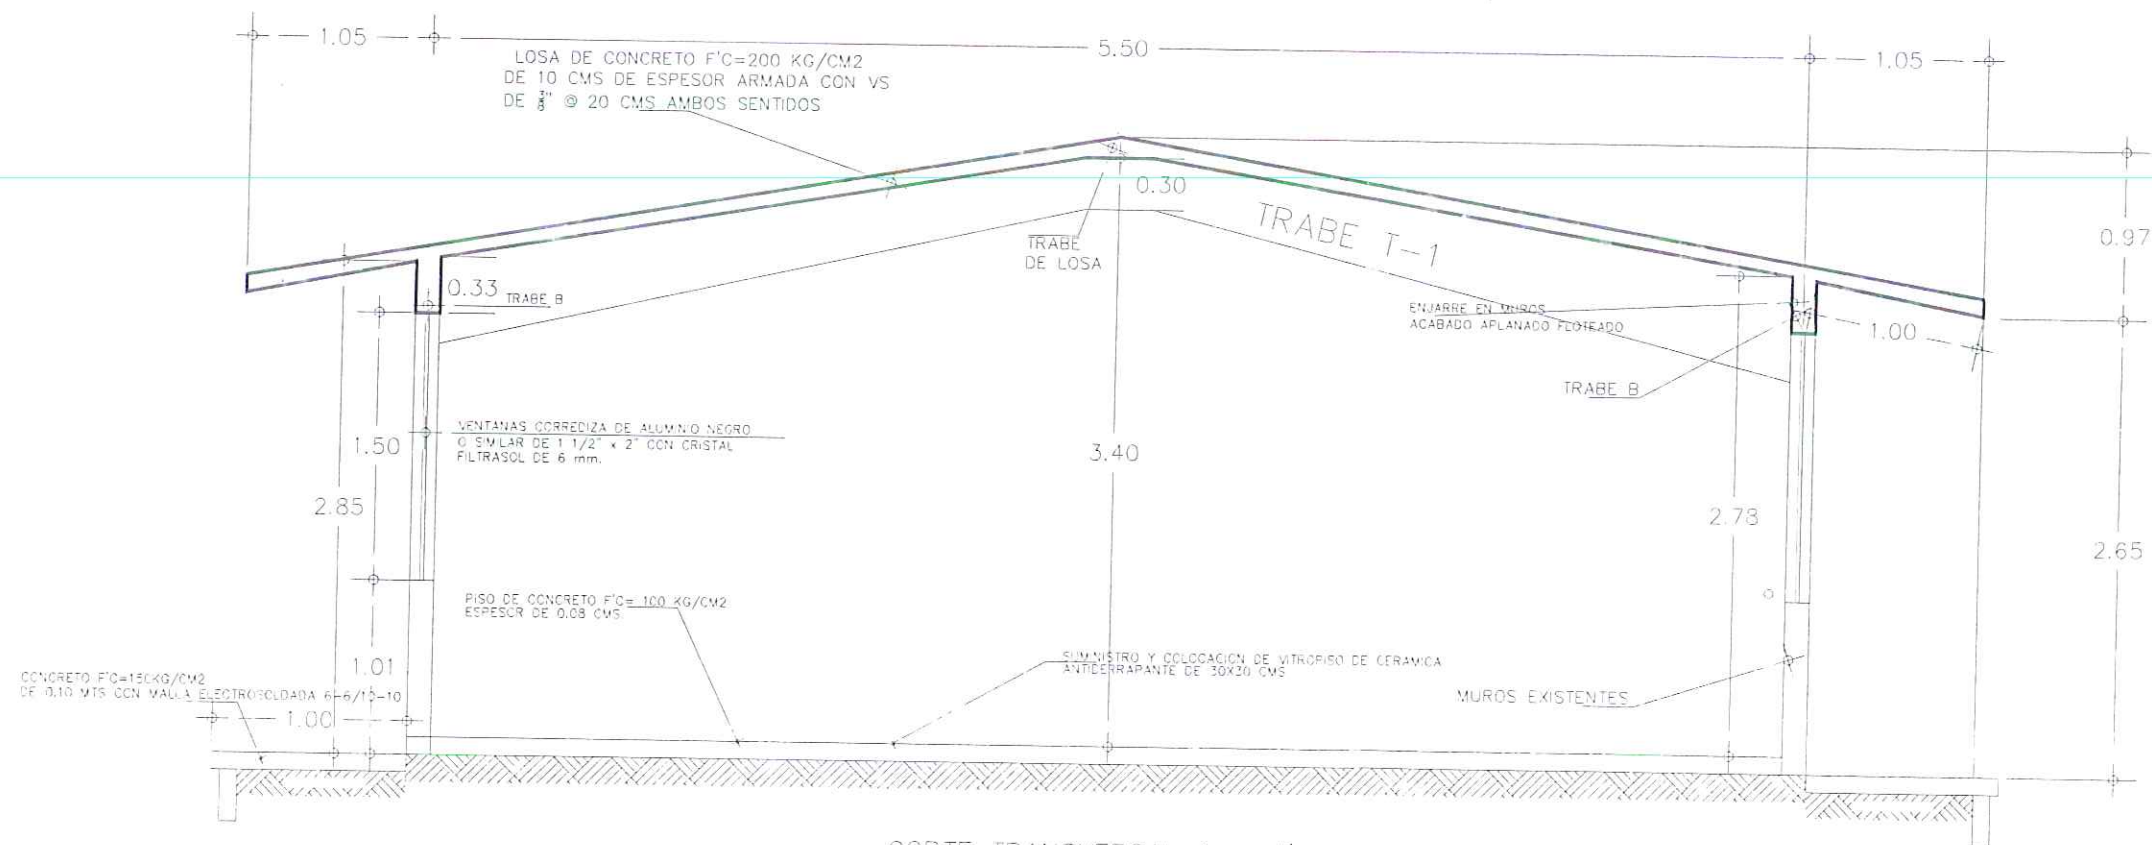 1.05
5.50
1.05
LOSA DE CONCRETO F'C=200 KG/CM2
DE 10 CMS DE ESPESOR ARMADA CON VS
DE 3/8" @ 20 CMS AMBOS SENTIDOS
0.30
TRABE
DE LOSA
TRABE T-1
0.97
0.33
TRABE B
ENJARRE EN MUROS
ACABADO APLANADO FLOTEADO
1.00
TRABE B
1.50
VENTANAS CORREDIZA DE ALUMINIO NEGRO
O SIMILAR DE 1 1/2" x 2" CON CRISTAL
FILTRASOL DE 6 mm.
3.40
2.85
2.78
2.65
PISO DE CONCRETO F'C= 100 KG/CM2
ESPESOR DE 0.08 CMS
1.01
SUMINISTRO Y COLOCACION DE VITROPISO DE CERAMICA
ANTIDERRAPANTE DE 30X30 CMS
CONCRETO F'C=150KG/CM2
DE 0.10 MTS CON MALLA ELECTROSOLDADA 6-6/10-10
1.00
MUROS EXISTENTES
CORTE TRANSVERSAL